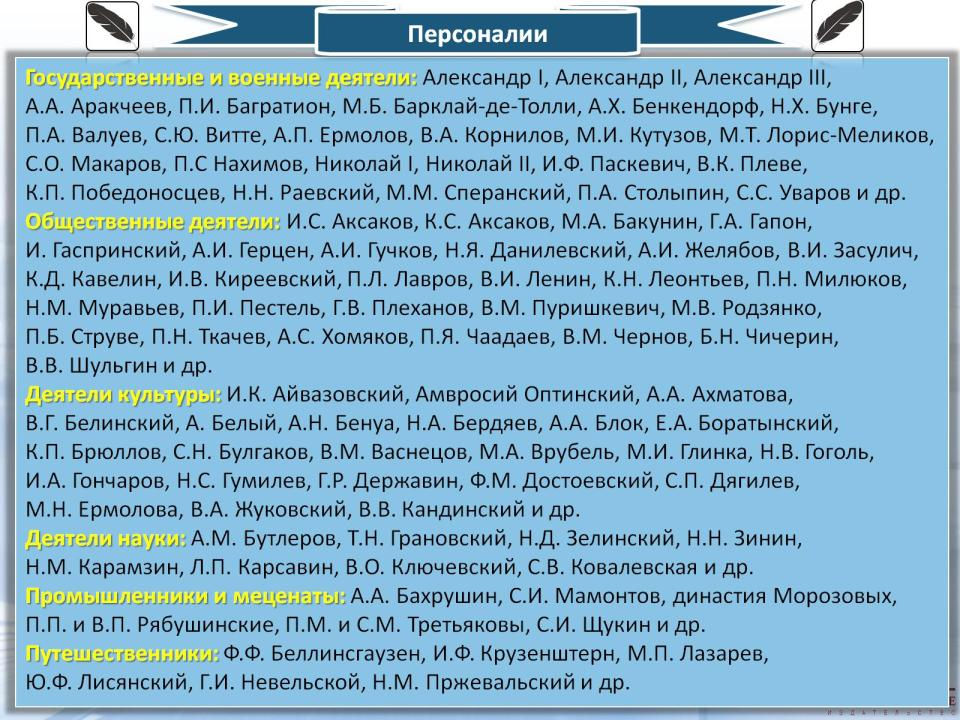 Персоналии
Государственные и военные деятели: Александр I, Александр II, Александр III,
А.А. Аракчеев, П.И. Багратион, М.Б. Барклай-де-Толли, А.Х. Бенкендорф, Н.Х. Бунге,
П.А. Валуев, С.Ю. Витте, А.П. Ермолов, В.А. Корнилов, М.И. Кутузов, М.Т. Лорис-Меликов,
С.О. Макаров, П.С Нахимов, Николай I, Николай II, И.Ф. Паскевич, В.К. Плеве,
К.П. Победоносцев, Н.Н. Раевский, М.М. Сперанский, П.А. Столыпин, С.С. Уваров и др.
Общественные деятели: И.С. Аксаков, К.С. Аксаков, М.А. Бакунин, Г.А. Гапон,
И. Гаспринский, А.И. Герцен, А.И. Гучков, Н.Я. Данилевский, А.И. Желябов, В.И. Засулич,
К.Д. Кавелин, И.В. Киреевский, П.Л. Лавров, В.И. Ленин, К.Н. Леонтьев, П.Н. Милюков,
Н.М. Муравьев, П.И. Пестель, Г.В. Плеханов, В.М. Пуришкевич, М.В. Родзянко,
П.Б. Струве, П.Н. Ткачев, А.С. Хомяков, П.Я. Чаадаев, В.М. Чернов, Б.Н. Чичерин,
В.В. Шульгин и др.
Деятели культуры: И.К. Айвазовский, Амвросий Оптинский, А.А. Ахматова,
В.Г. Белинский, А. Белый, А.Н. Бенуа, Н.А. Бердяев, А.А. Блок, Е.А. Боратынский,
К.П. Брюллов, С.Н. Булгаков, В.М. Васнецов, М.А. Врубель, М.И. Глинка, Н.В. Гоголь,
И.А. Гончаров, Н.С. Гумилев, Г.Р. Державин, Ф.М. Достоевский, С.П. Дягилев,
М.Н. Ермолова, В.А. Жуковский, В.В. Кандинский и др.
Деятели науки: А.М. Бутлеров, Т.Н. Грановский, Н.Д. Зелинский, Н.Н. Зинин,
Н.М. Карамзин, Л.П. Карсавин, В.О. Ключевский, С.В. Ковалевская и др.
Промышленники и меценаты: А.А. Бахрушин, С.И. Мамонтов, династия Морозовых,
П.П. и В.П. Рябушинские, П.М. и С.М. Третьяковы, С.И. Щукин и др.
Путешественники: Ф.Ф. Беллинсгаузен, И.Ф. Крузенштерн, М.П. Лазарев,
Ю.Ф. Лисянский, Г.И. Невельской, Н.М. Пржевальский и др.